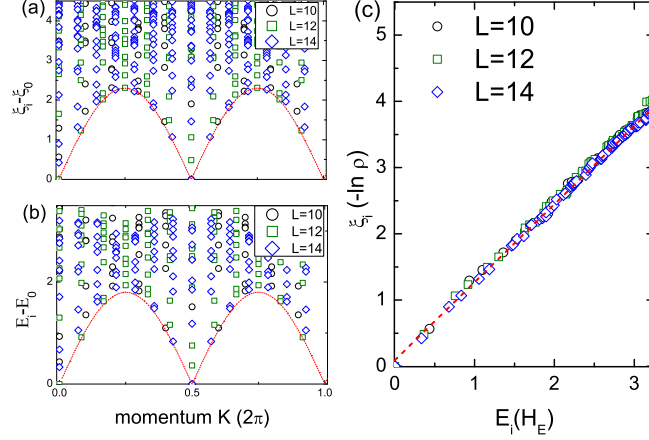 (a)
L=10
L=12
L=14
ξi-ξ0
4
3
2
1
0
(b)
L=10
L=12
L=14
Ei-E0
2
0
0.0
0.5
1.0
momentum K (2π)
(c)
L=10
L=12
L=14
ξi (-ln ρ)
5
4
3
2
1
0
0
1
2
3
Ei(HE)